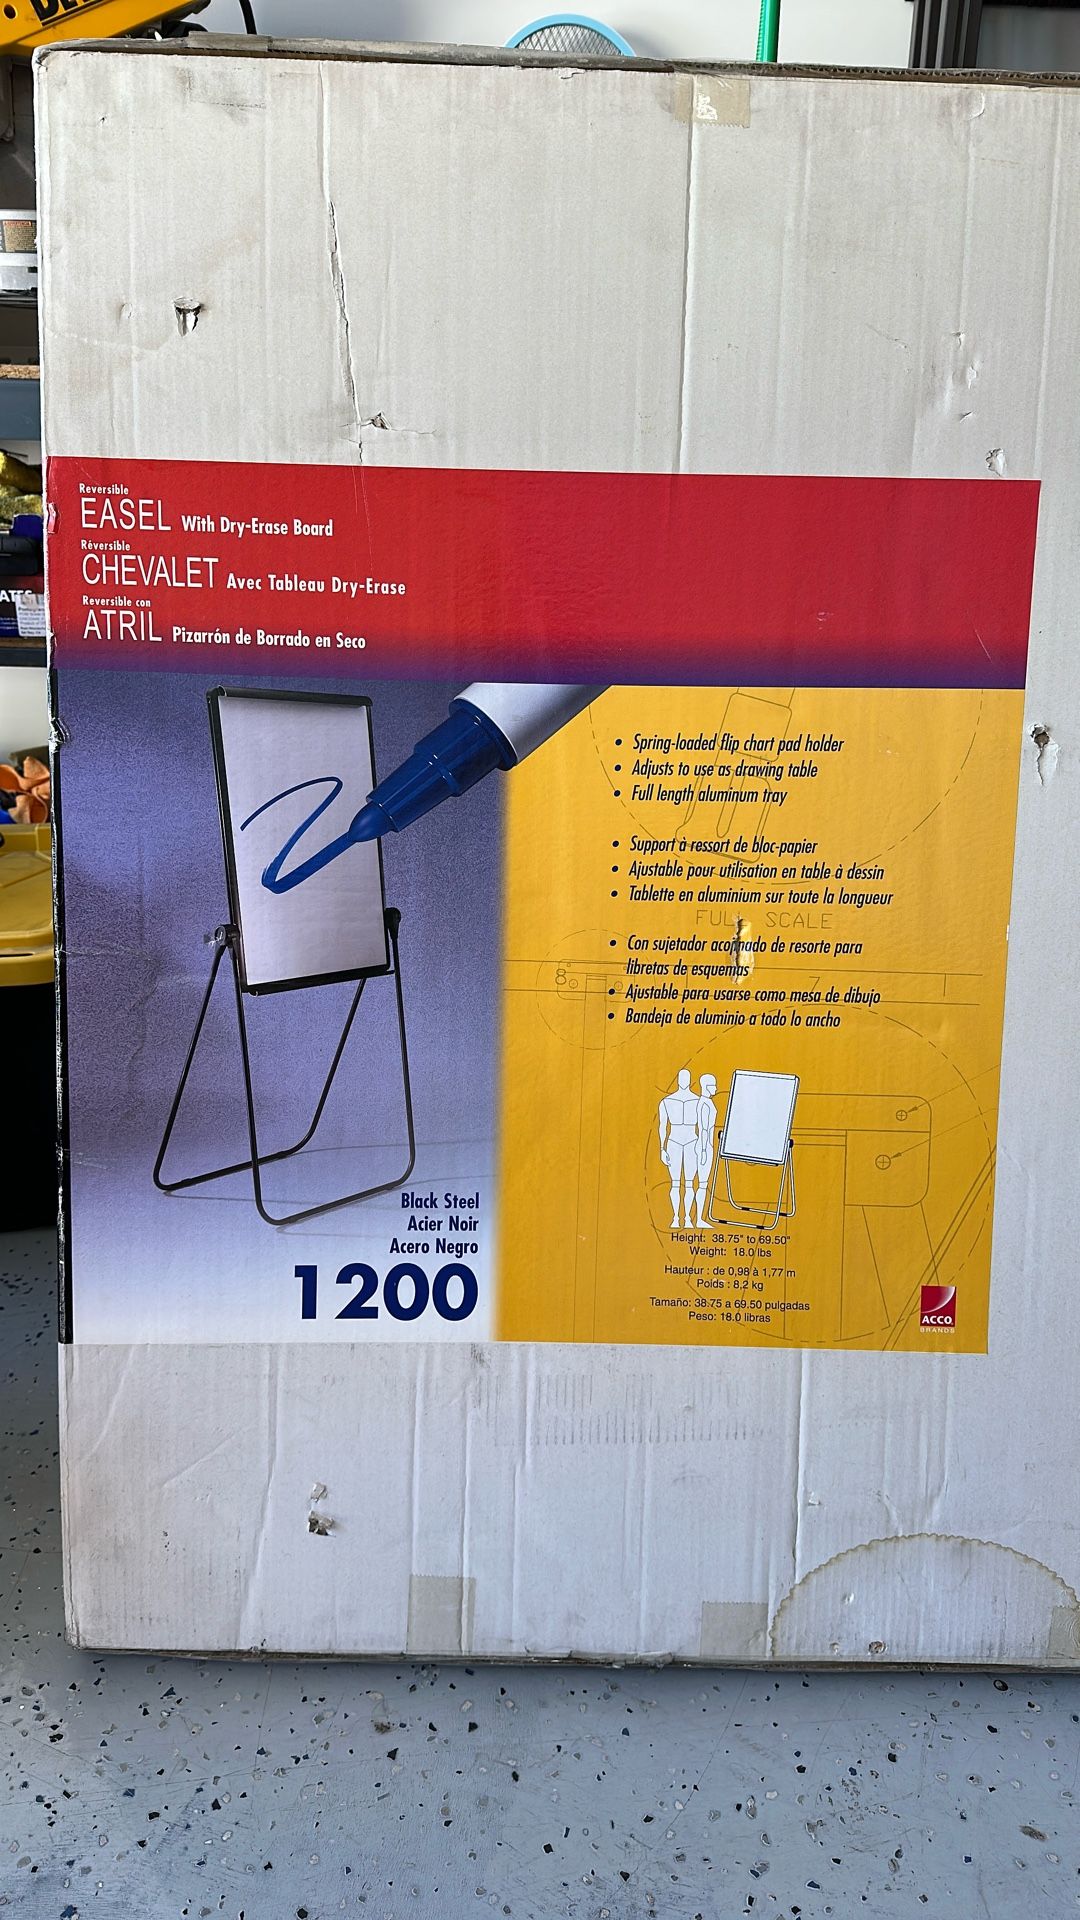 Reversible
EASEL With Dry-Erase Board
Réversible
CHEVALET Avec Tableau Dry-Erase
Reversible con
ATRIL Pizarrón de Borrado en Seco
• Spring-loaded flip chart pad holder
• Adjusts to use as drawing table
• Full length aluminum tray
• Support à ressort de bloc-papier
• Ajustable pour utilisation en table à dessin
• Tablette en aluminium sur toute la longueur
FULL SCALE
• Con sujetador acojinado de resorte para
libretas de esquemas
8
7
• Ajustable para usarse como mesa de dibujo
• Bandeja de aluminio a todo lo ancho
Black Steel
Acier Noir
Acero Negro
1200
Height: 38.75" to 69.50"
Weight: 18.0 lbs
Hauteur : de 0,98 à 1,77 m
Poids : 8,2 kg
Tamaño: 38.75 a 69.50 pulgadas
Peso: 18.0 libras
ACCO
BRANDS